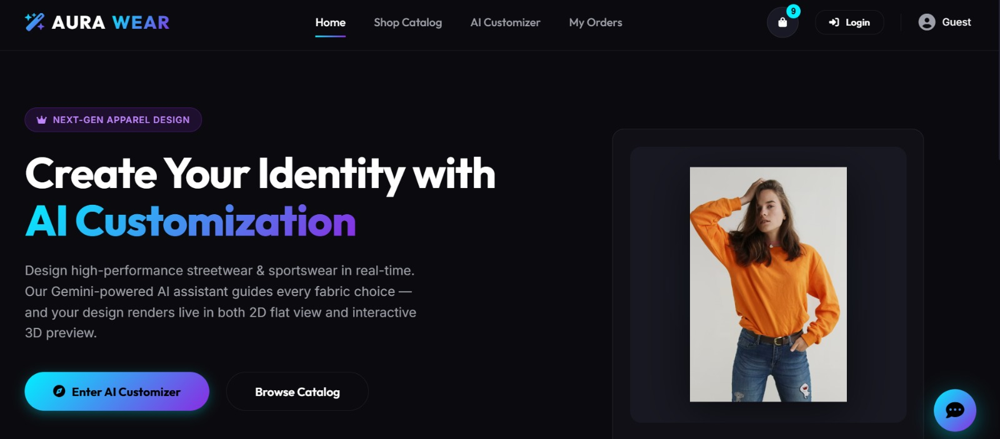 AURA WEAR
Home
Shop Catalog
AI Customizer
My Orders
9
Login
Guest
NEXT-GEN APPAREL DESIGN
Create Your Identity with
AI Customization
Design high-performance streetwear & sportswear in real-time.
Our Gemini-powered AI assistant guides every fabric choice —
and your design renders live in both 2D flat view and interactive
3D preview.
Enter AI Customizer
Browse Catalog